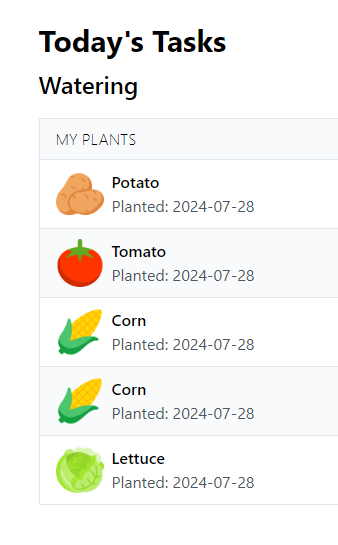 Today's Tasks
Watering
MY PLANTS
Potato
Planted: 2024-07-28
Tomato
Planted: 2024-07-28
Corn
Planted: 2024-07-28
Corn
Planted: 2024-07-28
Lettuce
Planted: 2024-07-28